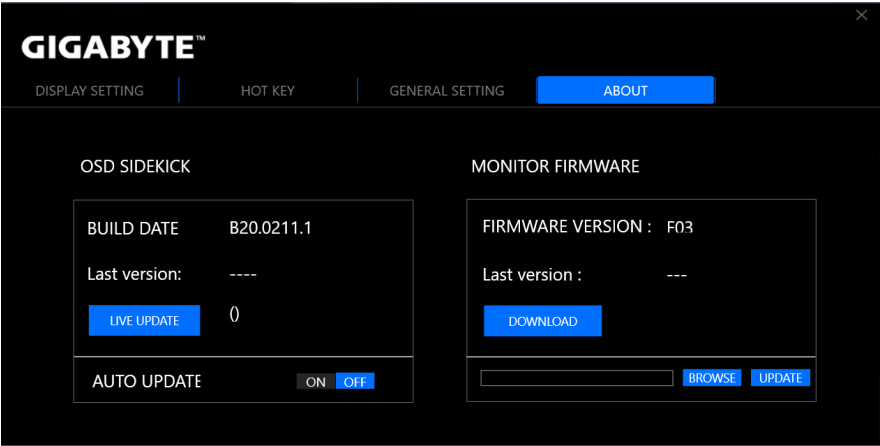 GIGABYTE™
DISPLAY SETTING HOT KEY GENERAL SETTING ABOUT
OSD SIDEKICK
BUILD DATE B20.0211.1
Last version: ----
LIVE UPDATE ()
AUTO UPDATE ON OFF
MONITOR FIRMWARE
FIRMWARE VERSION : F03
Last version : ---
DOWNLOAD
BROWSE UPDATE